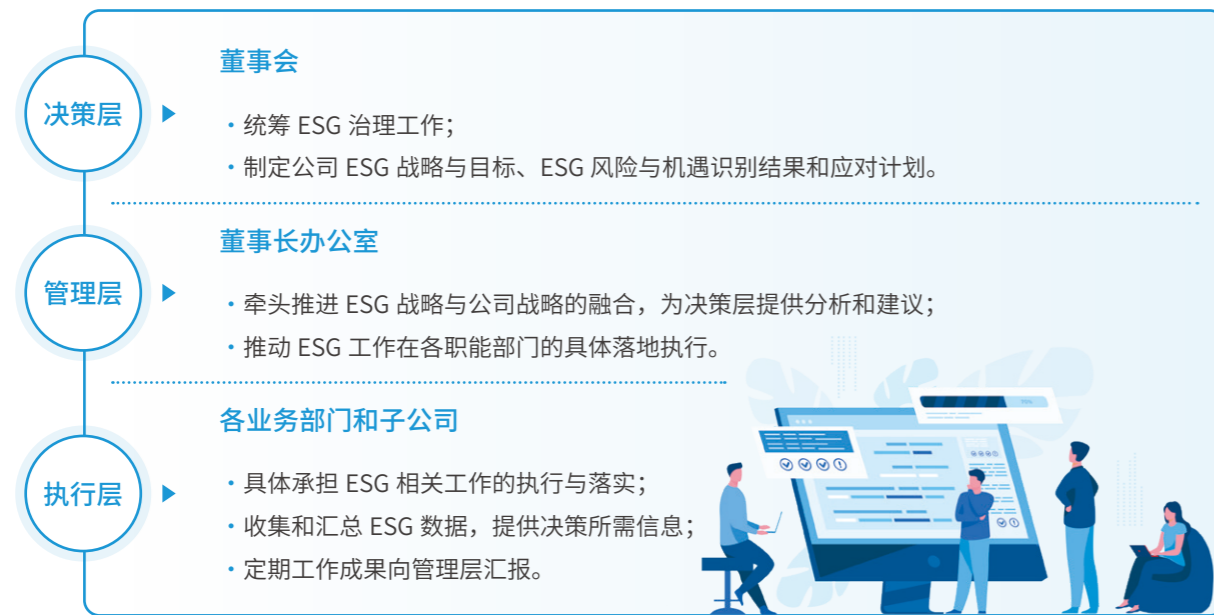 决策层
董事会
·统筹 ESG 治理工作；
·制定公司 ESG 战略与目标、ESG 风险与机遇识别结果和应对计划。
管理层
董事长办公室
·牵头推进 ESG 战略与公司战略的融合，为决策层提供分析和建议；
·推动 ESG 工作在各职能部门的具体落地执行。
执行层
各业务部门和子公司
·具体承担 ESG 相关工作的执行与落实；
·收集和汇总 ESG 数据，提供决策所需信息；
·定期工作成果向管理层汇报。